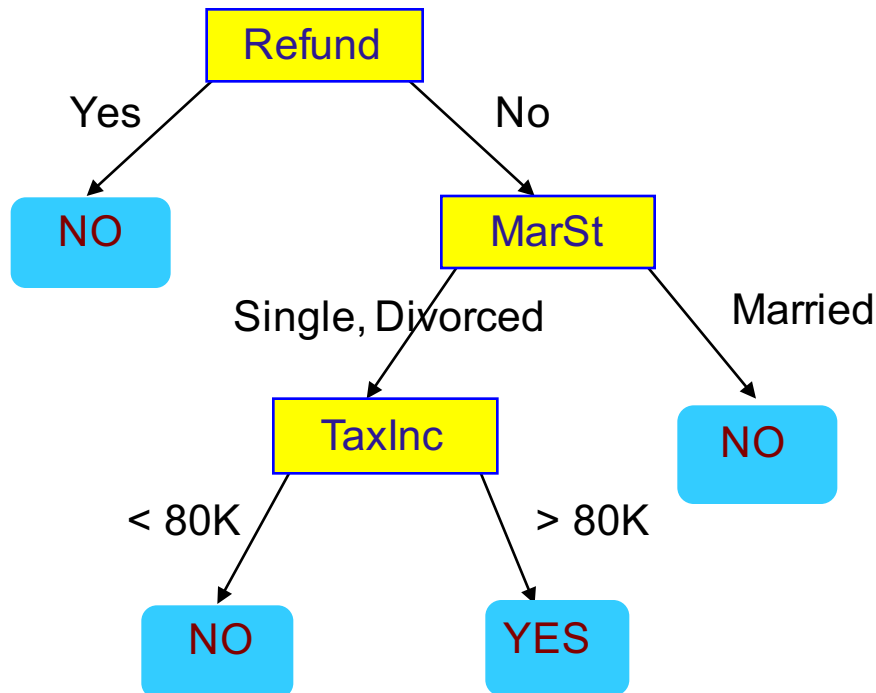 Refund
Yes
No
NO
MarSt
Single, Divorced
Married
TaxInc
NO
< 80K
> 80K
NO
YES